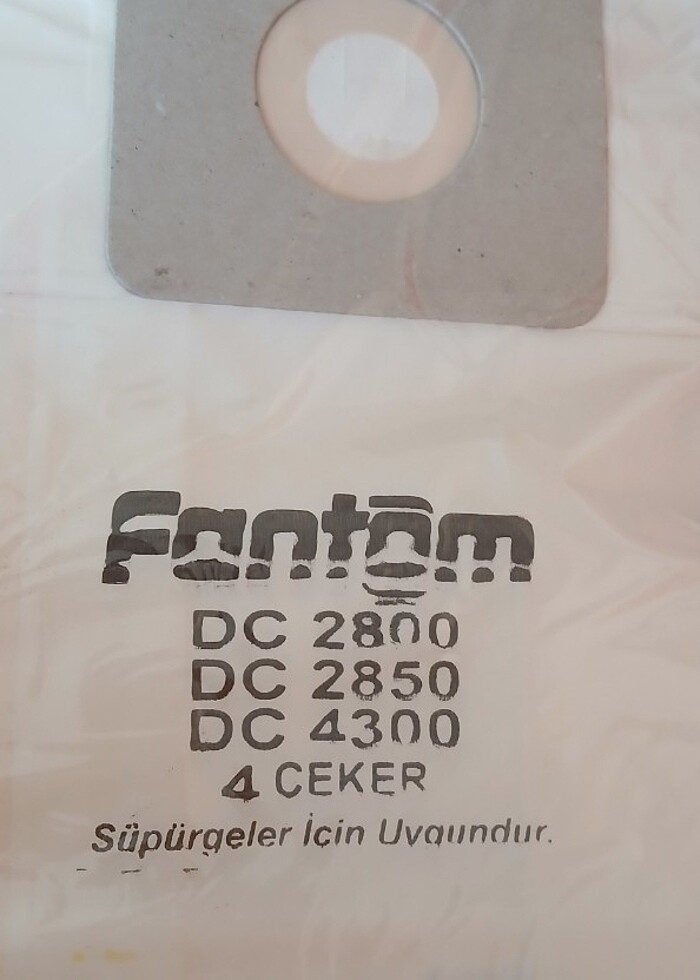 Fantom
DC 2800
DC 2850
DC 4300
4 CEKER
Süpürgeler İçin Uygundur.